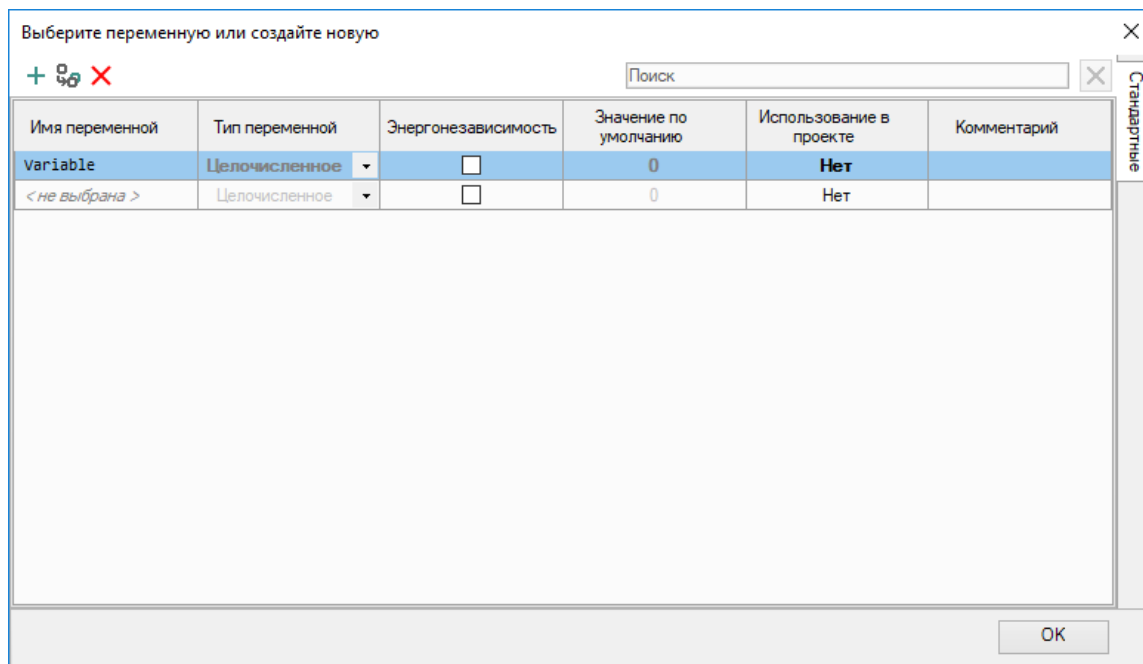 Выберите переменную или создайте новую
Поиск
Стандартные
Имя переменной Тип переменной Энергонезависимость Значение по умолчанию Использование в проекте Комментарий
Variable Целочисленное 0 Нет
<не выбрана> Целочисленное 0 Нет
OK